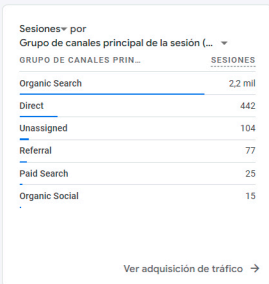 Sesiones por
Grupo de canales principal de la sesión (...
GRUPO DE CANALES PRIN... SESIONES
Organic Search 2,2 mil
Direct 442
Unassigned 104
Referral 77
Paid Search 25
Organic Social 15
Ver adquisición de tráfico →